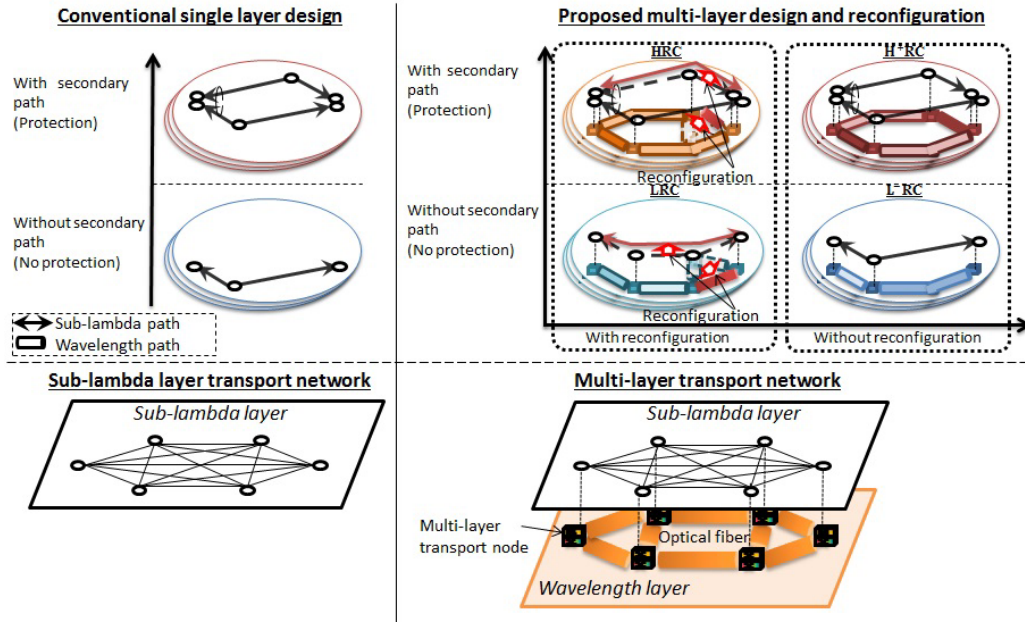 Conventional single layer design
With secondary
path
(Protection)
Without secondary
path
(No protection)
Sub-lambda path
Wavelength path
Proposed multi-layer design and reconfiguration
HRC
H⁺RC
With secondary
path
(Protection)
Reconfiguration
LRC
L⁻RC
Without secondary
path
(No protection)
Reconfiguration
With reconfiguration
Without reconfiguration
Sub-lambda layer transport network
Sub-lambda layer
Multi-layer transport network
Sub-lambda layer
Multi-layer
transport node
Optical fiber
Wavelength layer